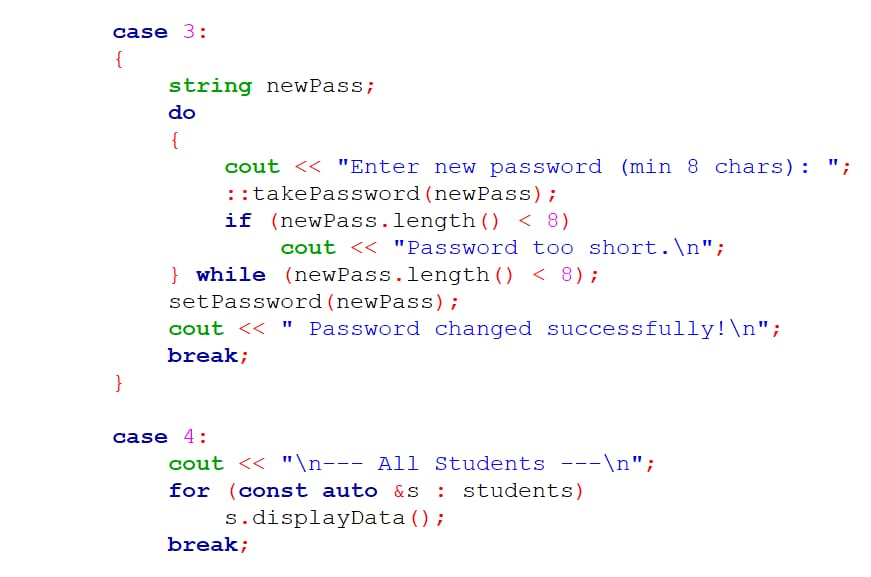 case 3:
{
    string newPass;
    do
    {
        cout << "Enter new password (min 8 chars): ";
        ::takePassword(newPass);
        if (newPass.length() < 8)
            cout << "Password too short.\n";
    } while (newPass.length() < 8);
    setPassword(newPass);
    cout << " Password changed successfully!\n";
    break;
}

case 4:
    cout << "\n--- All Students ---\n";
    for (const auto &s : students)
        s.displayData();
    break;